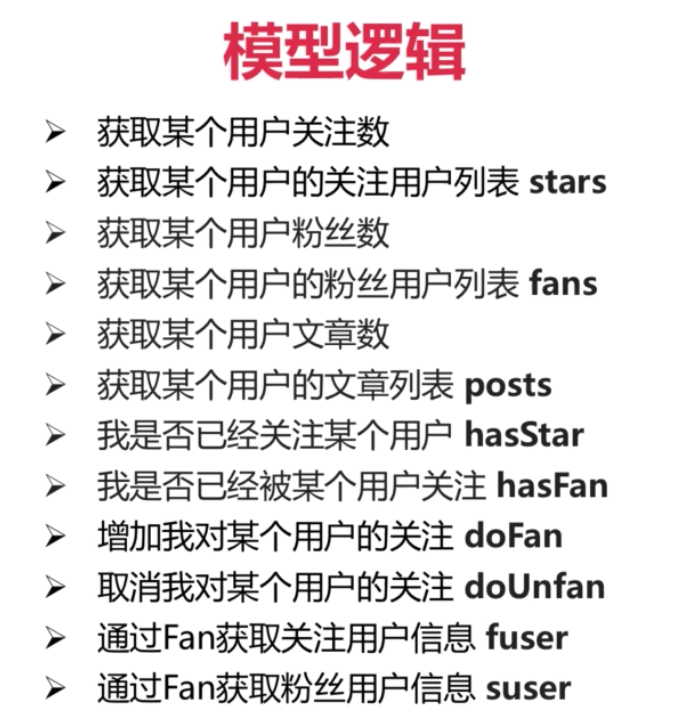 模型逻辑
➢ 获取某个用户关注数
➢ 获取某个用户的关注用户列表 stars
➢ 获取某个用户粉丝数
➢ 获取某个用户的粉丝用户列表 fans
➢ 获取某个用户文章数
➢ 获取某个用户的文章列表 posts
➢ 我是否已经关注某个用户 hasStar
➢ 我是否已经被某个用户关注 hasFan
➢ 增加我对某个用户的关注 doFan
➢ 取消我对某个用户的关注 doUnfan
➢ 通过Fan获取关注用户信息 fuser
➢ 通过Fan获取粉丝用户信息 suser